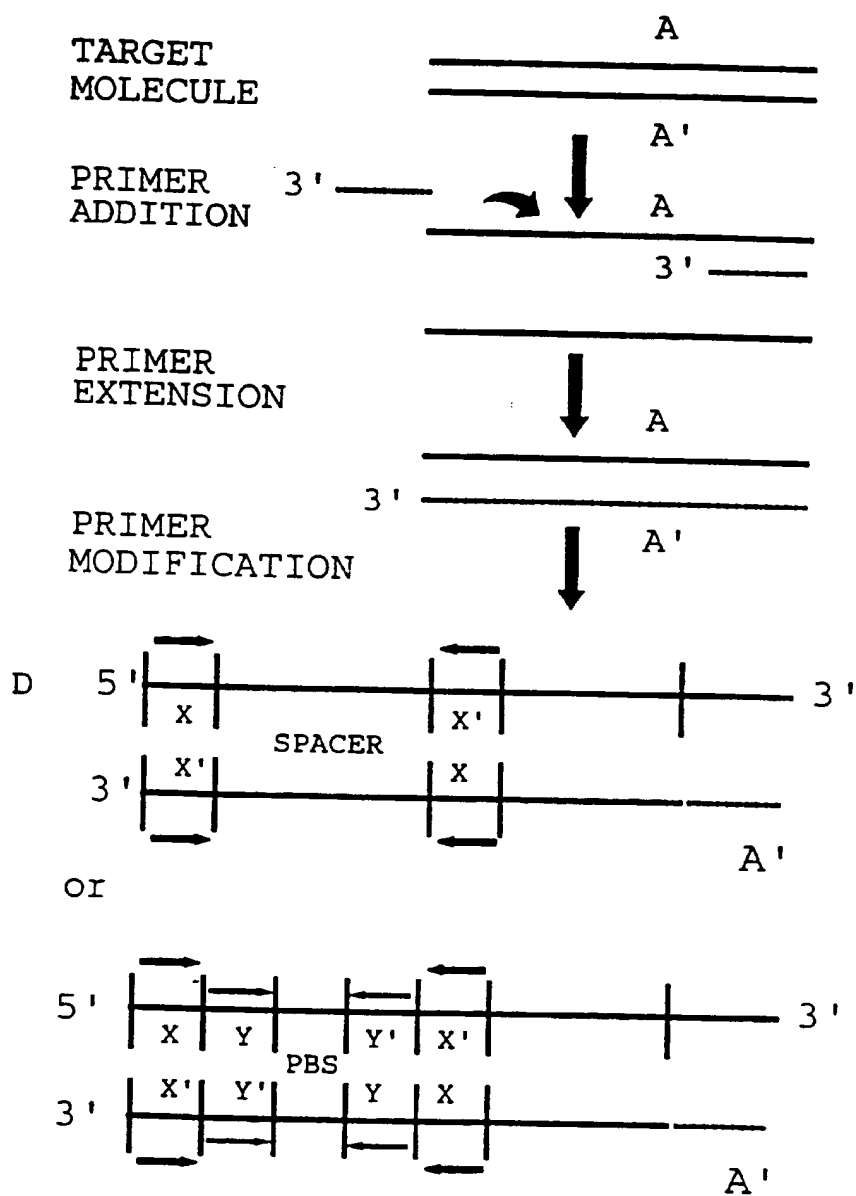 A
TARGET
MOLECULE
A'
PRIMER
ADDITION
3'
A
3'
PRIMER
EXTENSION
A
3'
A'
PRIMER
MODIFICATION
D 5' 3'
X X'
SPACER
X' X
3'
A'
or
5' 3'
X Y Y' X'
PBS
X' Y' Y X
3'
A'